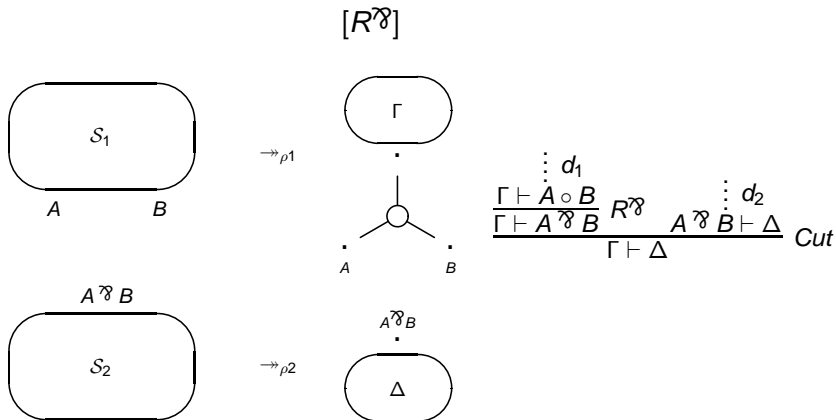 [R⅋]
S₁
A B
↠ρ1
Γ
A B
d₁
Γ ⊢ A ∘ B
Γ ⊢ A ⅋ B
R⅋
d₂
A ⅋ B ⊢ Δ
Γ ⊢ Δ
Cut
A ⅋ B
S₂
↠ρ2
A⅋B
Δ